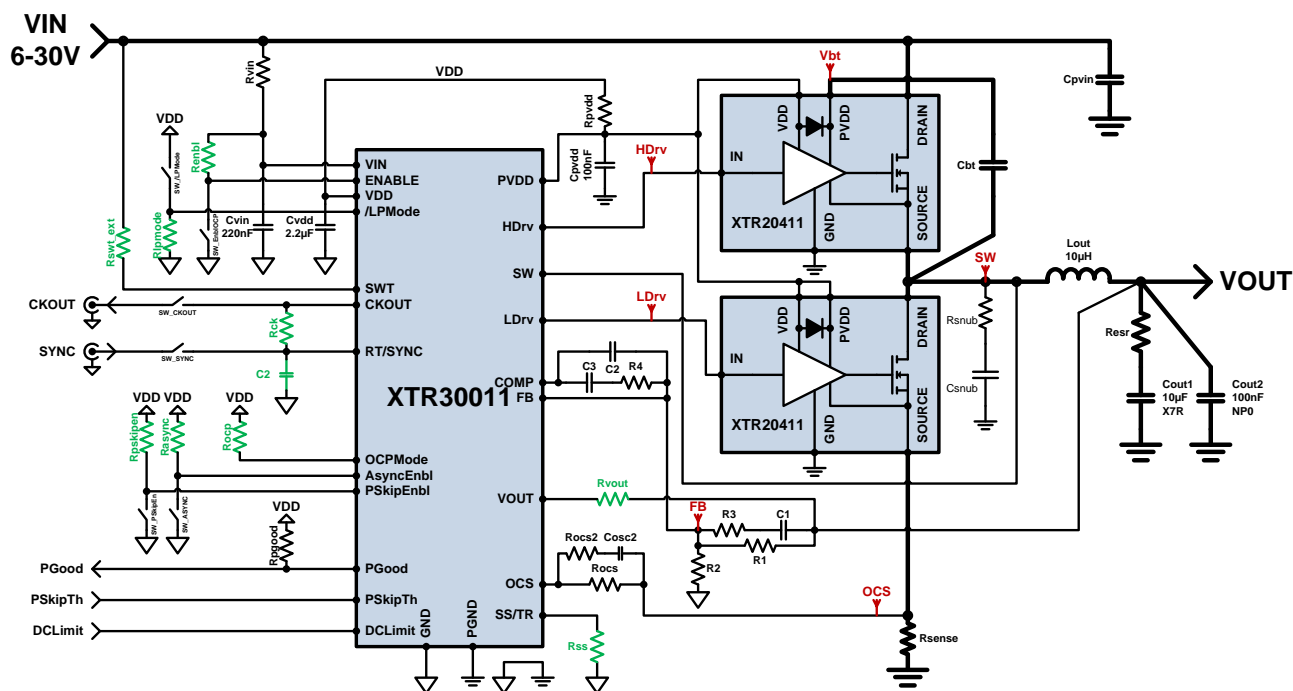 VIN
6-30V
Rvin
VDD
Rpvdd
Vbt
Cpvin
VDD
Renbl
SW_/LPMode
Rlpmode
SW_EnblOCP
Rswt_ext
Cvin
220nF
Cvdd
2.2µF
VIN
ENABLE
VDD
/LPMode
SWT
CKOUT
RT/SYNC
OCPMode
AsyncEnbl
PSkipEnbl
PGood
PSkipTh
DCLimit
GND
PGND
PVDD
HDrv
SW
LDrv
COMP
FB
VOUT
OCS
SS/TR
XTR30011
Cpvdd
100nF
HDrv
VDD
PVDD
DRAIN
IN
GND
SOURCE
XTR20411
Cbt
LDrv
VDD
PVDD
DRAIN
IN
GND
SOURCE
XTR20411
SW
Lout
10µH
VOUT
Rsnub
Csnub
Resr
Cout1
10µF
X7R
Cout2
100nF
NP0
CKOUT
SW_CKOUT
Rck
SYNC
SW_SYNC
C2
C2
C3
R4
VDD
VDD
VDD
Rpskipen
Rasync
Rocp
SW_PSkipEn
SW_ASYNC
VDD
Rpgood
PGood
PSkipTh
DCLimit
Rvout
FB
R3
C1
R1
R2
Rocs2
Cosc2
Rocs
OCS
Rss
Rsense